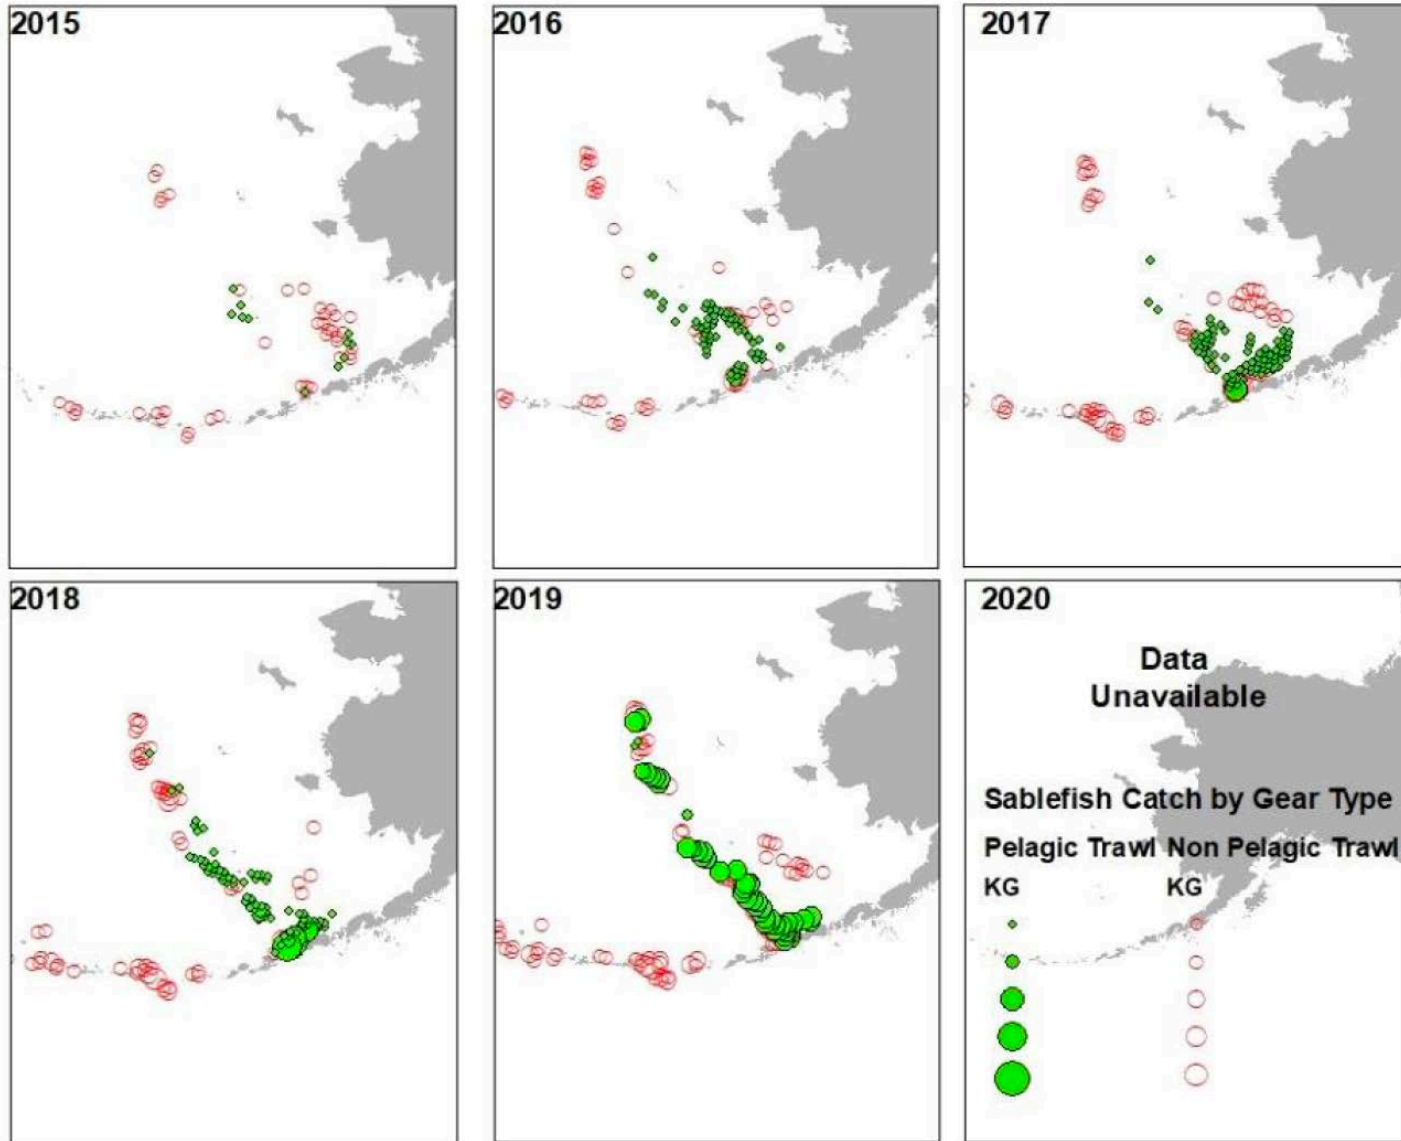 2015
2016
2017
2018
2019
2020
Data
Unavailable
Sablefish Catch by Gear Type
Pelagic Trawl Non Pelagic Trawl
KG KG